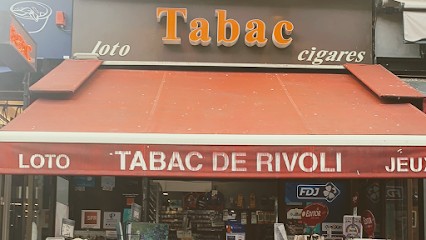 Tabac
loto cigares
LOTO TABAC DE RIVOLI JEUX
FDJ